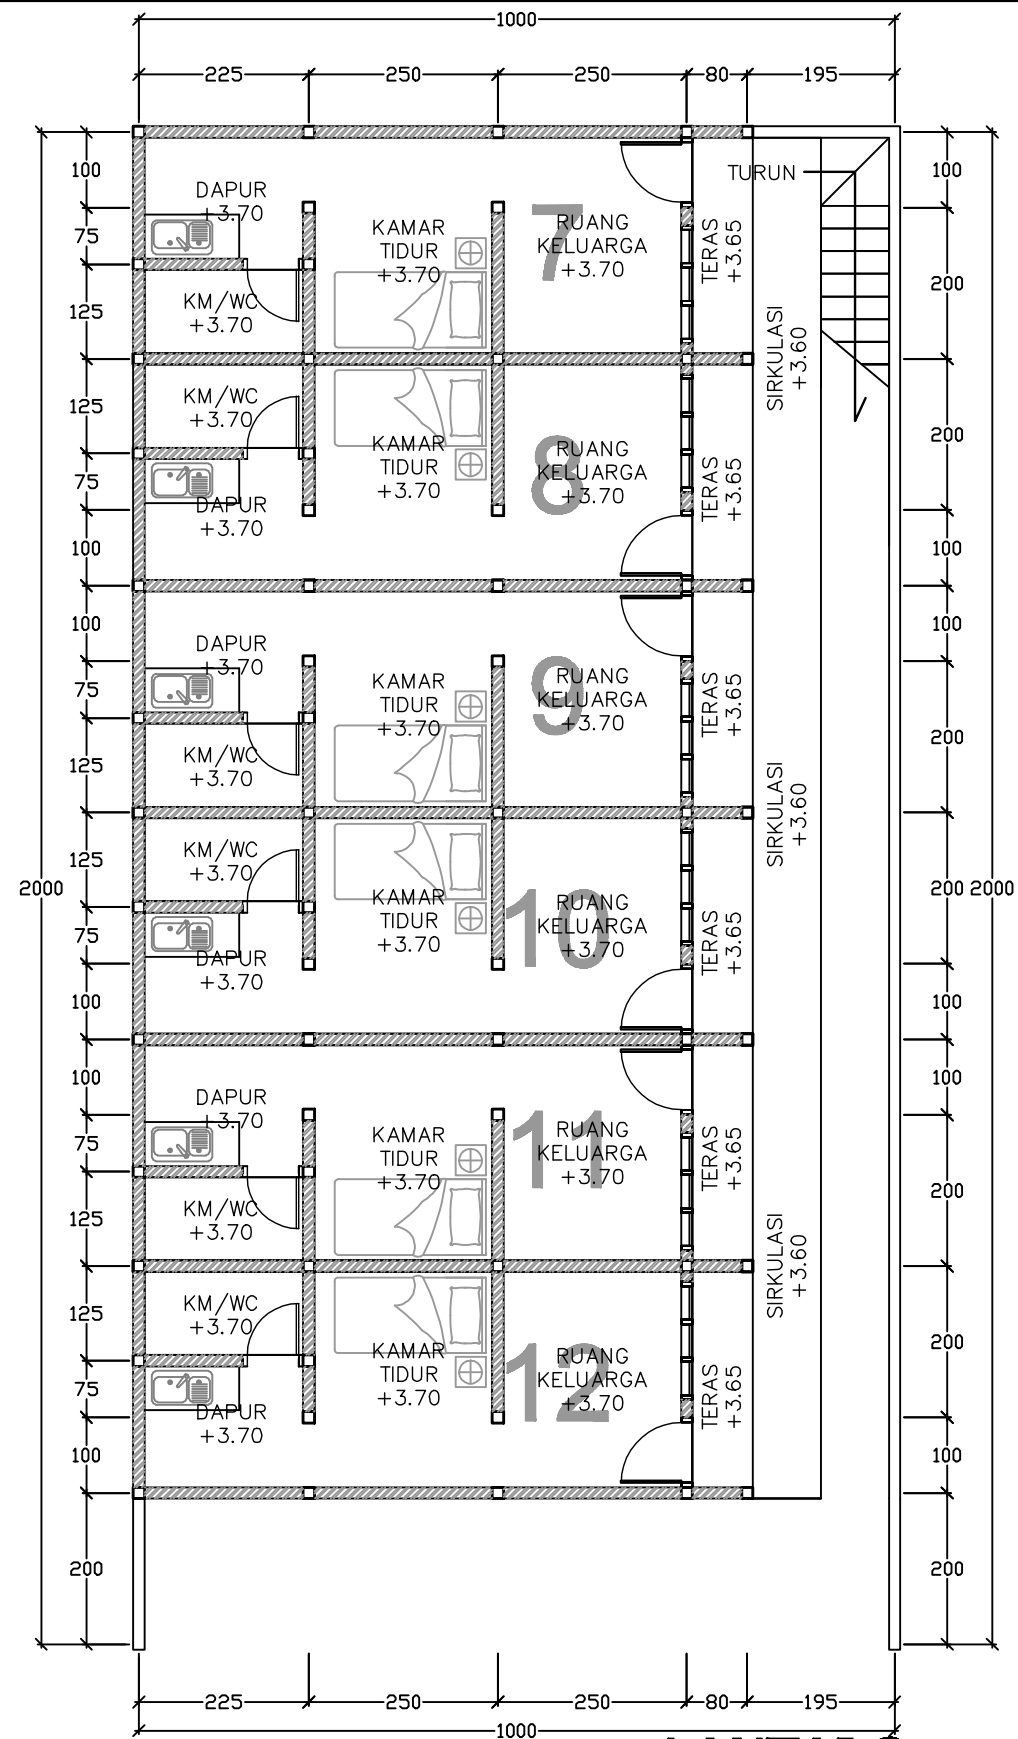 1000
225 250 250 80 195
100 100
TURUN
DAPUR
+3.70
KAMAR
TIDUR
+3.70
7
RUANG
KELUARGA
+3.70
TERAS
+3.65
75
200
KM/WC
+3.70
125
SIRKULASI
+3.60
KM/WC
+3.70
125
200
KAMAR
TIDUR
+3.70
8
RUANG
KELUARGA
+3.70
TERAS
+3.65
75
DAPUR
+3.70
100 100
100 100
DAPUR
+3.70
KAMAR
TIDUR
+3.70
9
RUANG
KELUARGA
+3.70
TERAS
+3.65
75
200
KM/WC
+3.70
125
SIRKULASI
+3.60
KM/WC
+3.70
125
2000 200 2000
KAMAR
TIDUR
+3.70
10
RUANG
KELUARGA
+3.70
TERAS
+3.65
75
DAPUR
+3.70
100 100
100 100
DAPUR
+3.70
KAMAR
TIDUR
+3.70
11
RUANG
KELUARGA
+3.70
TERAS
+3.65
75
200
KM/WC
+3.70
125
SIRKULASI
+3.60
KM/WC
+3.70
125
200
KAMAR
TIDUR
+3.70
12
RUANG
KELUARGA
+3.70
TERAS
+3.65
75
DAPUR
+3.70
100 100
200 200
225 250 250 80 195
1000